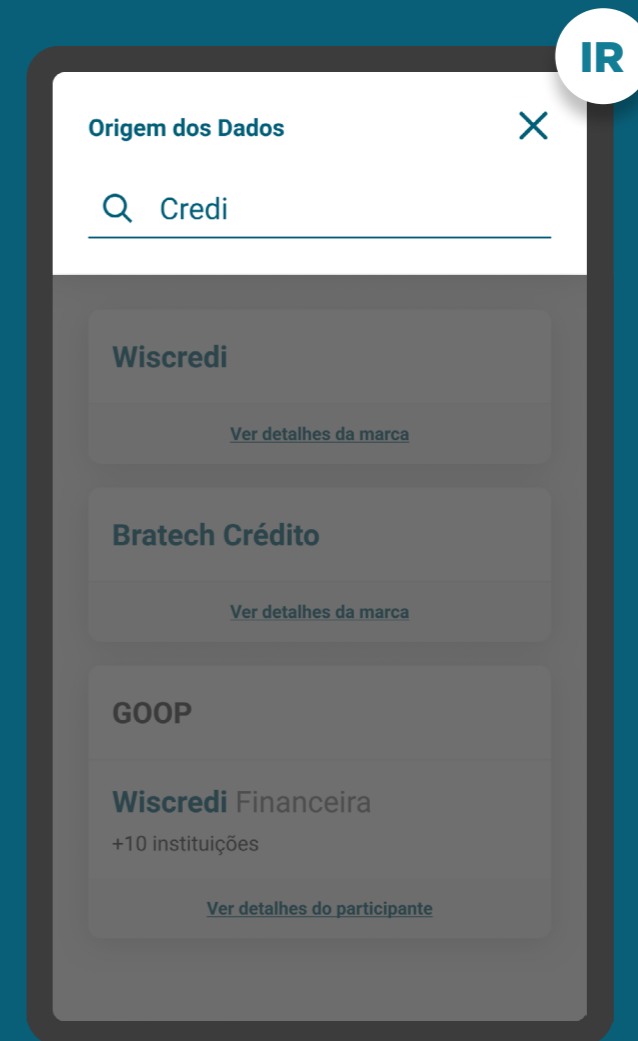 IR
Origem dos Dados
Credi
Wiscredi
Ver detalhes da marca
Bratech Crédito
Ver detalhes da marca
GOOP
Wiscredi Financeira
+10 instituições
Ver detalhes do participante